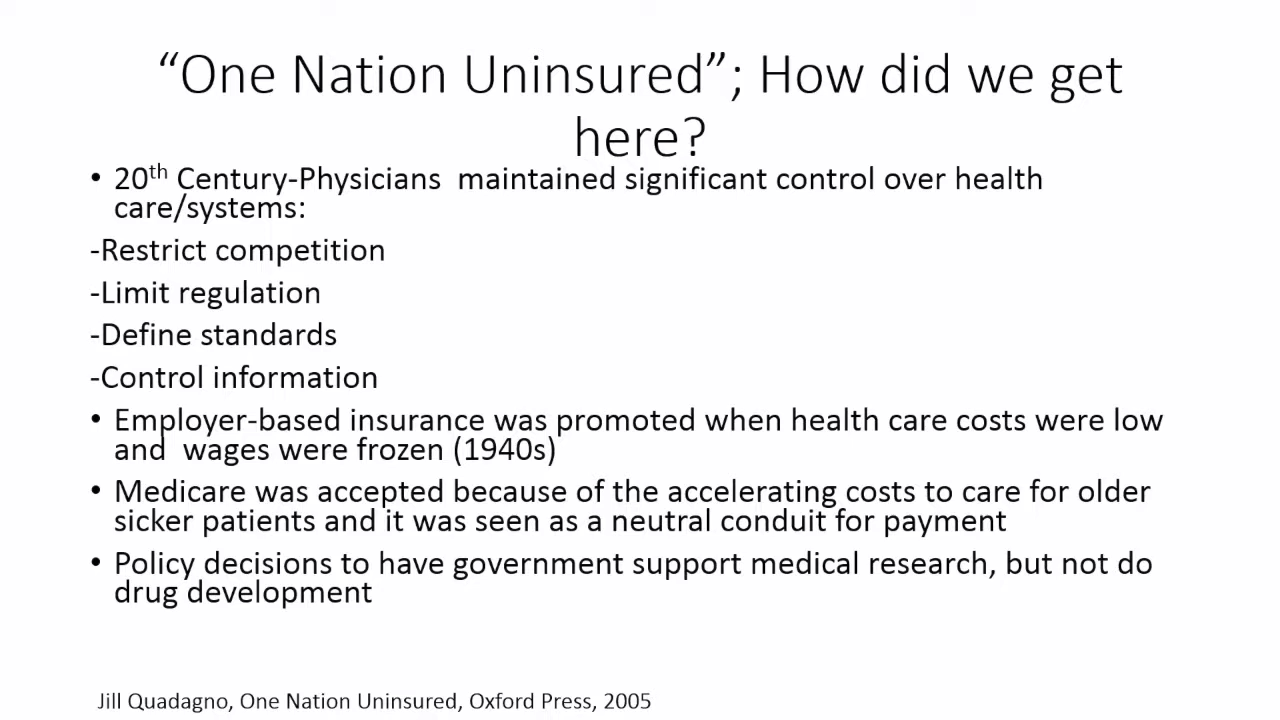 “One Nation Uninsured”; How did we get
here?
• 20th Century-Physicians  maintained significant control over health
care/systems:
-Restrict competition
-Limit regulation
-Define standards
-Control information
• Employer-based insurance was promoted when health care costs were low
and  wages were frozen (1940s)
• Medicare was accepted because of the accelerating costs to care for older
sicker patients and it was seen as a neutral conduit for payment
• Policy decisions to have government support medical research, but not do
drug development
Jill Quadagno, One Nation Uninsured, Oxford Press, 2005